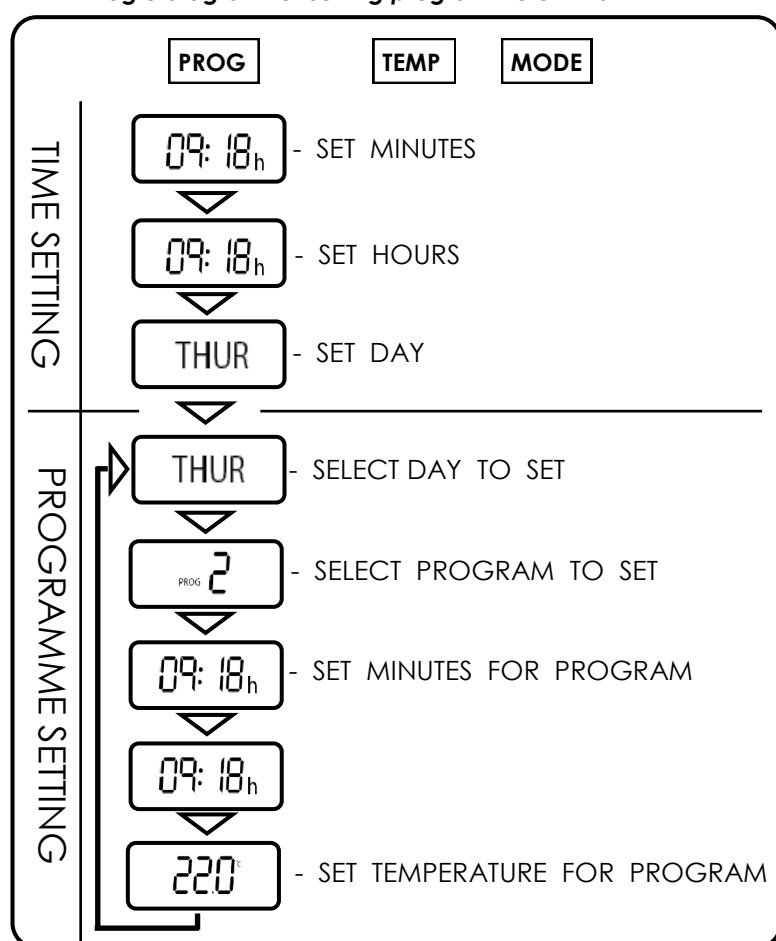 PROG TEMP MODE
TIME SETTING
09:18h - SET MINUTES
09:18h - SET HOURS
THUR - SET DAY
PROGRAMME SETTING
THUR - SELECT DAY TO SET
PROG 2 - SELECT PROGRAM TO SET
09:18h - SET MINUTES FOR PROGRAM
09:18h
22.0°C - SET TEMPERATURE FOR PROGRAM